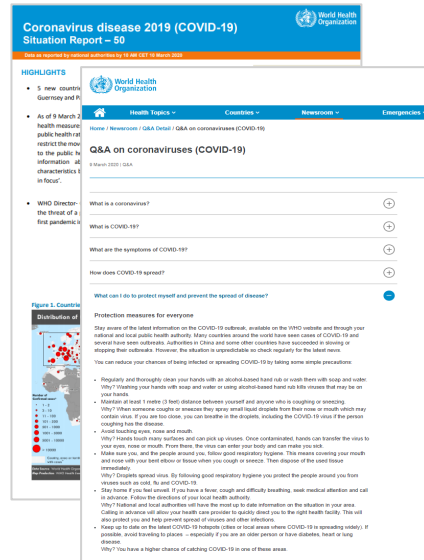 Coronavirus disease 2019 (COVID-19)
Situation Report – 50
World Health
Organization
Data as reported by national authorities by 10 AM CET 10 March 2020
HIGHLIGHTS
• 5 new countri
Guernsey and P
• As of 9 March 2
health measure
public health rat
restrict the mov
to the public h
information ab
characteristics b
in focus'.
• WHO Director-
the threat of a
first pandemic i
Figure 1. Countrie
Distribution of
World Health
Organization
Health Topics
Countries
Newsroom
Emergencies
Home / Newsroom / Q&A Detail / Q&A on coronaviruses (COVID-19)
Q&A on coronaviruses (COVID-19)
March 2020 | Q&A
What is a coronavirus?
What is COVID-19?
What are the symptoms of COVID-19?
How does COVID-19 spread?
What can I do to protect myself and prevent the spread of disease?
Protection measures for everyone
Stay aware of the latest information on the COVID-19 outbreak, available on the WHO website and through your
national and local public health authority. Many countries around the world have seen cases of COVID-19 and
several have seen outbreaks. Authorities in China and some other countries have succeeded in slowing or
stopping their outbreaks. However, the situation is unpredictable so check regularly for the latest news.
You can reduce your chances of being infected or spreading COVID-19 by taking some simple precautions:
• Regularly and thoroughly clean your hands with an alcohol-based hand rub or wash them with soap and water.
Why? Washing your hands with soap and water or using alcohol-based hand rub kills viruses that may be on
your hands.
• Maintain at least 1 metre (3 feet) distance between yourself and anyone who is coughing or sneezing.
Why? When someone coughs or sneezes they spray small liquid droplets from their nose or mouth which may
contain virus. If you are too close, you can breathe in the droplets, including the COVID-19 virus if the person
coughing has the disease.
• Avoid touching eyes, nose and mouth.
Why? Hands touch many surfaces and can pick up viruses. Once contaminated, hands can transfer the virus to
your eyes, nose or mouth. From there, the virus can enter your body and can make you sick.
• Make sure you, and the people around you, follow good respiratory hygiene. This means covering your mouth
and nose with your bent elbow or tissue when you cough or sneeze. Then dispose of the used tissue
immediately.
Why? Droplets spread virus. By following good respiratory hygiene you protect the people around you from
viruses such as cold, flu and COVID-19.
• Stay home if you feel unwell. If you have a fever, cough and difficulty breathing, seek medical attention and call
in advance. Follow the directions of your local health authority.
Why? National and local authorities will have the most up to date information on the situation in your area.
Calling in advance will allow your health care provider to quickly direct you to the right health facility. This will
also protect you and help prevent spread of viruses and other infections.
• Keep up to date on the latest COVID-19 hotspots (cities or local areas where COVID-19 is spreading widely). If
possible, avoid traveling to places – especially if you are an older person or have diabetes, heart or lung
disease.
Why? You have a higher chance of catching COVID-19 in one of these areas.